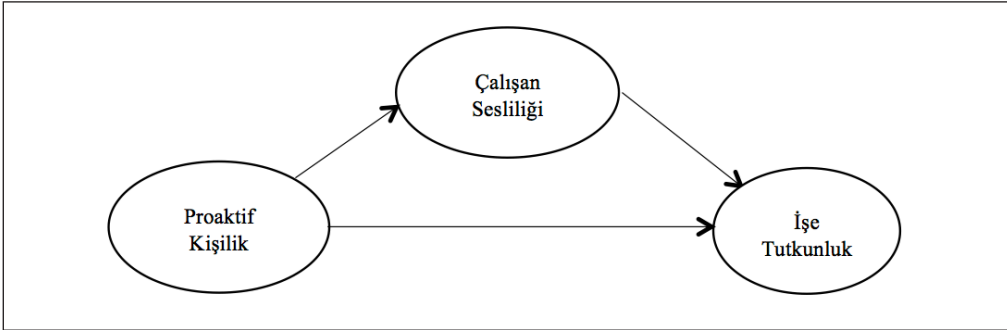 Çalışan
Sesliliği
Proaktif
Kişilik
İşe
Tutkunluk